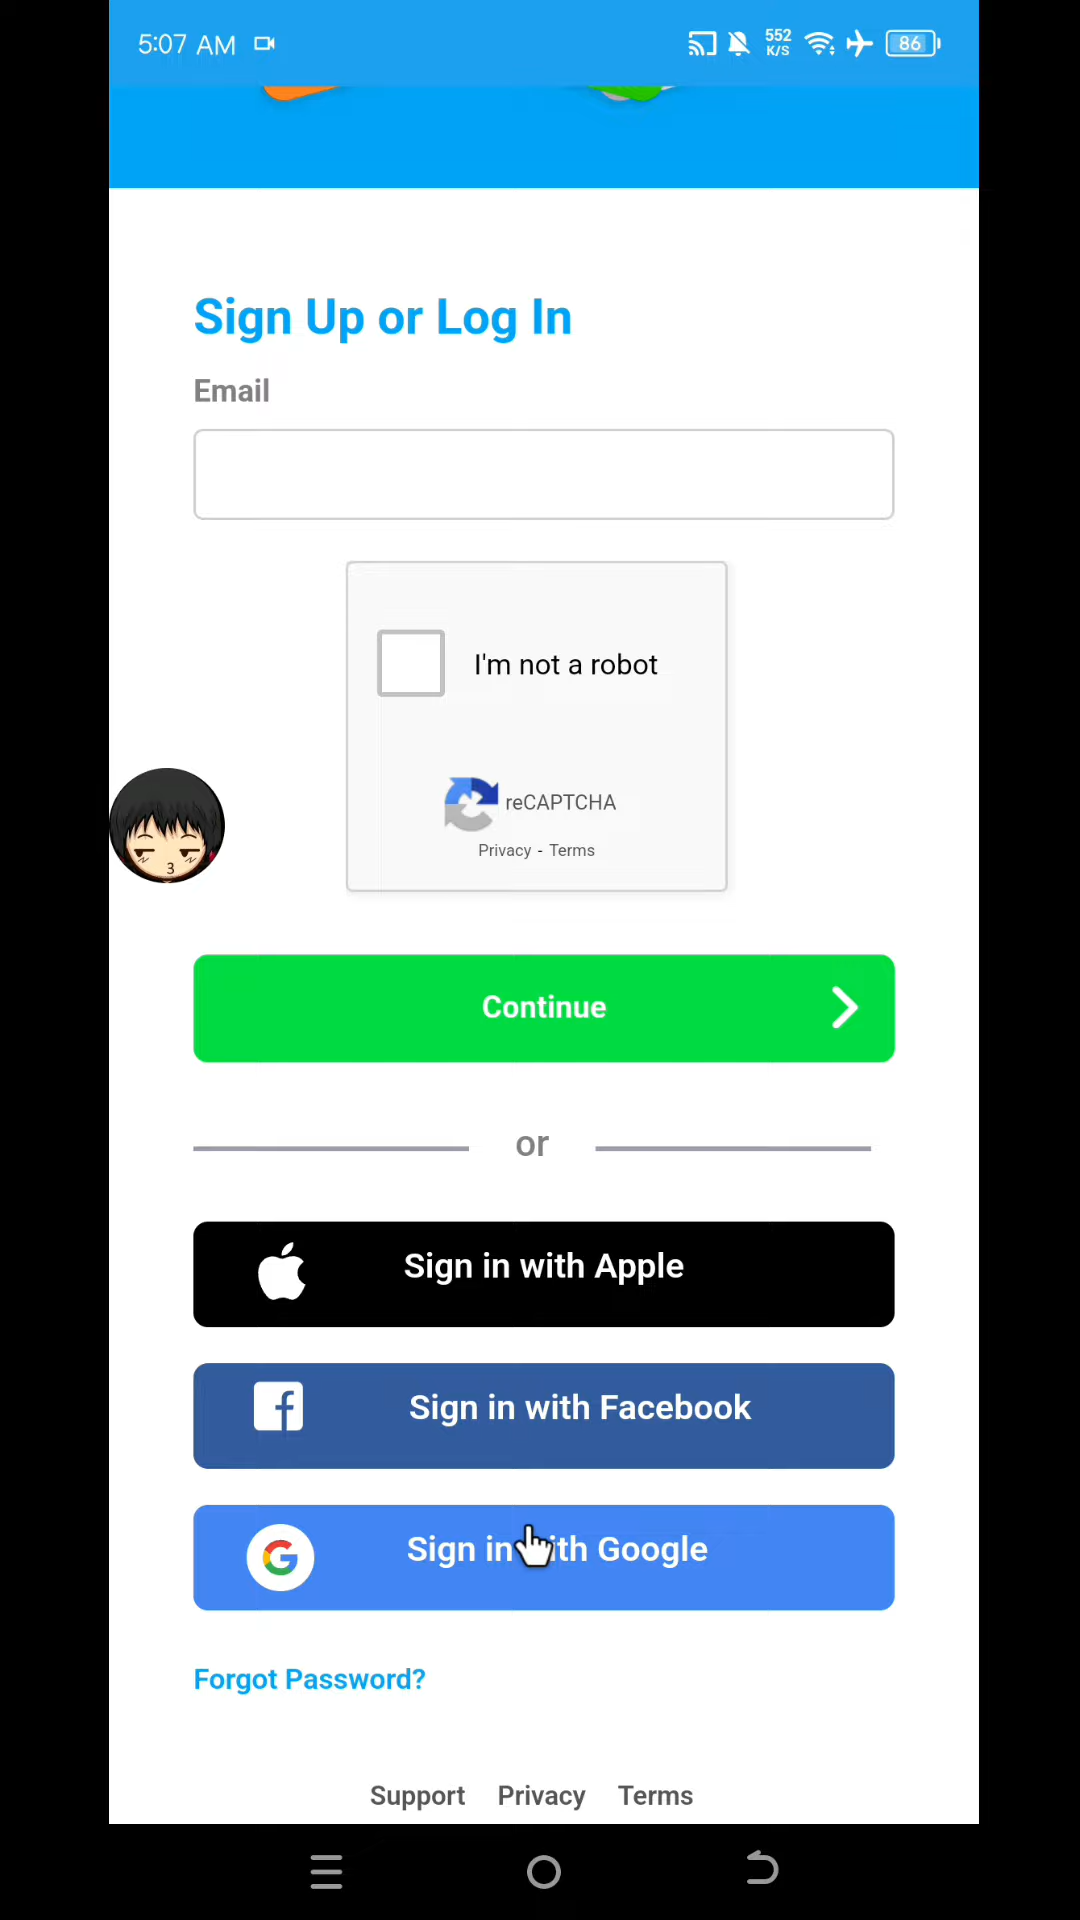 5:07 AM
552
K/S
86
Sign Up or Log In
Email
I'm not a robot
reCAPTCHA
Privacy - Terms
3
Continue
or
Sign in with Apple
Sign in with Facebook
Sign in with Google
Forgot Password?
Support Privacy Terms